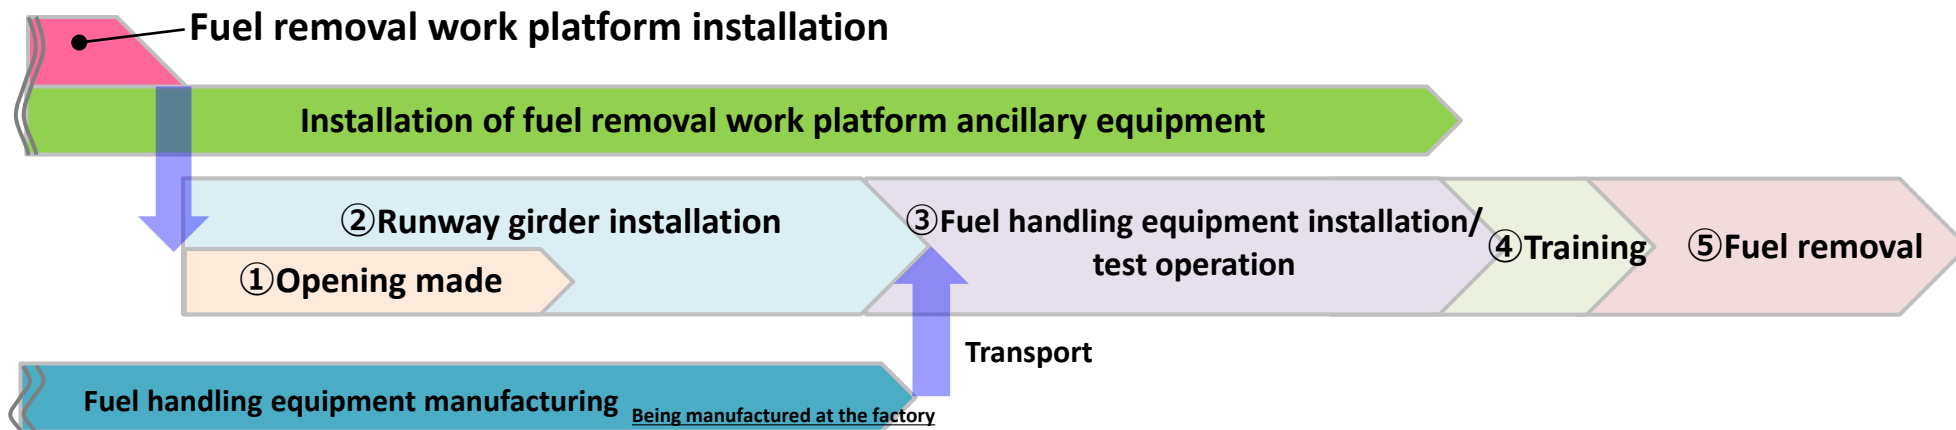 Fuel removal work platform installation
Installation of fuel removal work platform ancillary equipment
②Runway girder installation
①Opening made
③Fuel handling equipment installation/
test operation
④Training
⑤Fuel removal
Transport
Fuel handling equipment manufacturing
Being manufactured at the factory